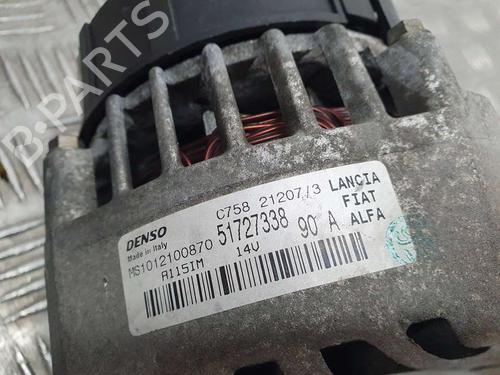 B-PARTS
C758 21207/3 LANCIA
DENSO 51727338 FIAT
Made in Italy 90 A ALFA
MS1012100870 14V
A115IM